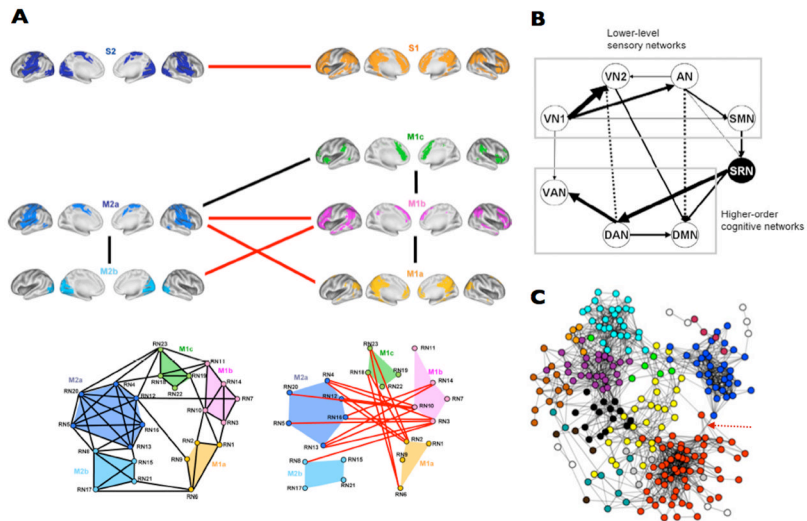 A
S2
S1
M1c
M2a
M1b
M2b
M1a
RN23
M1c
RN11
M2a
M1b
RN4
RN18
RN19
RN14
RN20
RN12
RN22
RN7
RN10
RN5
RN16
RN3
RN13
RN2
RN1
RN8
RN15
RN9
M1a
M2b
RN21
RN17
RN6
RN23
M1c
RN11
M2a
RN4
RN18
RN19
M1b
RN20
RN22
RN14
RN12
RN10
RN7
RN5
RN16
RN3
RN13
RN2
RN1
RN8
RN15
RN9
M2b
M1a
RN17
RN21
RN6
B
Lower-level
sensory networks
VN2
AN
VN1
SMN
SRN
VAN
DAN
DMN
Higher-order
cognitive networks
C